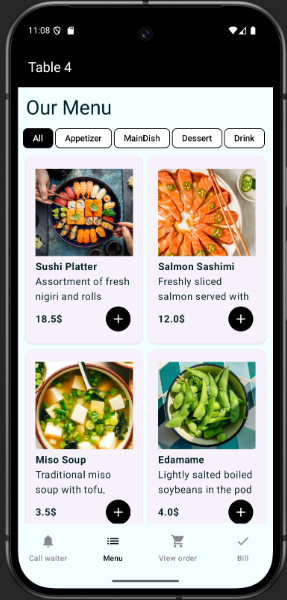 11:08
Table 4
Our Menu
All Appetizer MainDish Dessert Drink
Sushi Platter
Assortment of fresh
nigiri and rolls
18.5$
Salmon Sashimi
Freshly sliced
salmon served with
12.0$
Miso Soup
Traditional miso
soup with tofu,
3.5$
Edamame
Lightly salted boiled
soybeans in the pod
4.0$
Call waiter Menu View order Bill